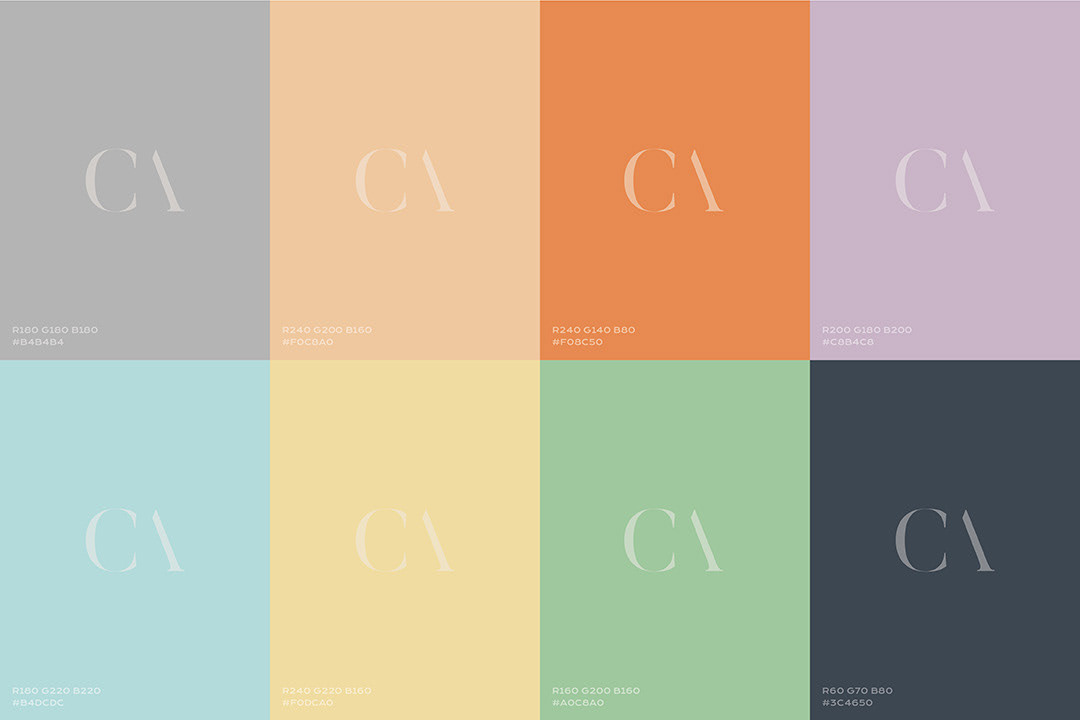 CA
R180 G180 B180
#B4B4B4
CA
R240 G200 B160
#F0C8A0
CA
R240 G140 B80
#F08C50
CA
R200 G180 B200
#C8B4C8
CA
R180 G220 B220
#B4DCDC
CA
R240 G220 B160
#F0DCA0
CA
R160 G200 B160
#A0C8A0
CA
R60 G70 B80
#3C4650